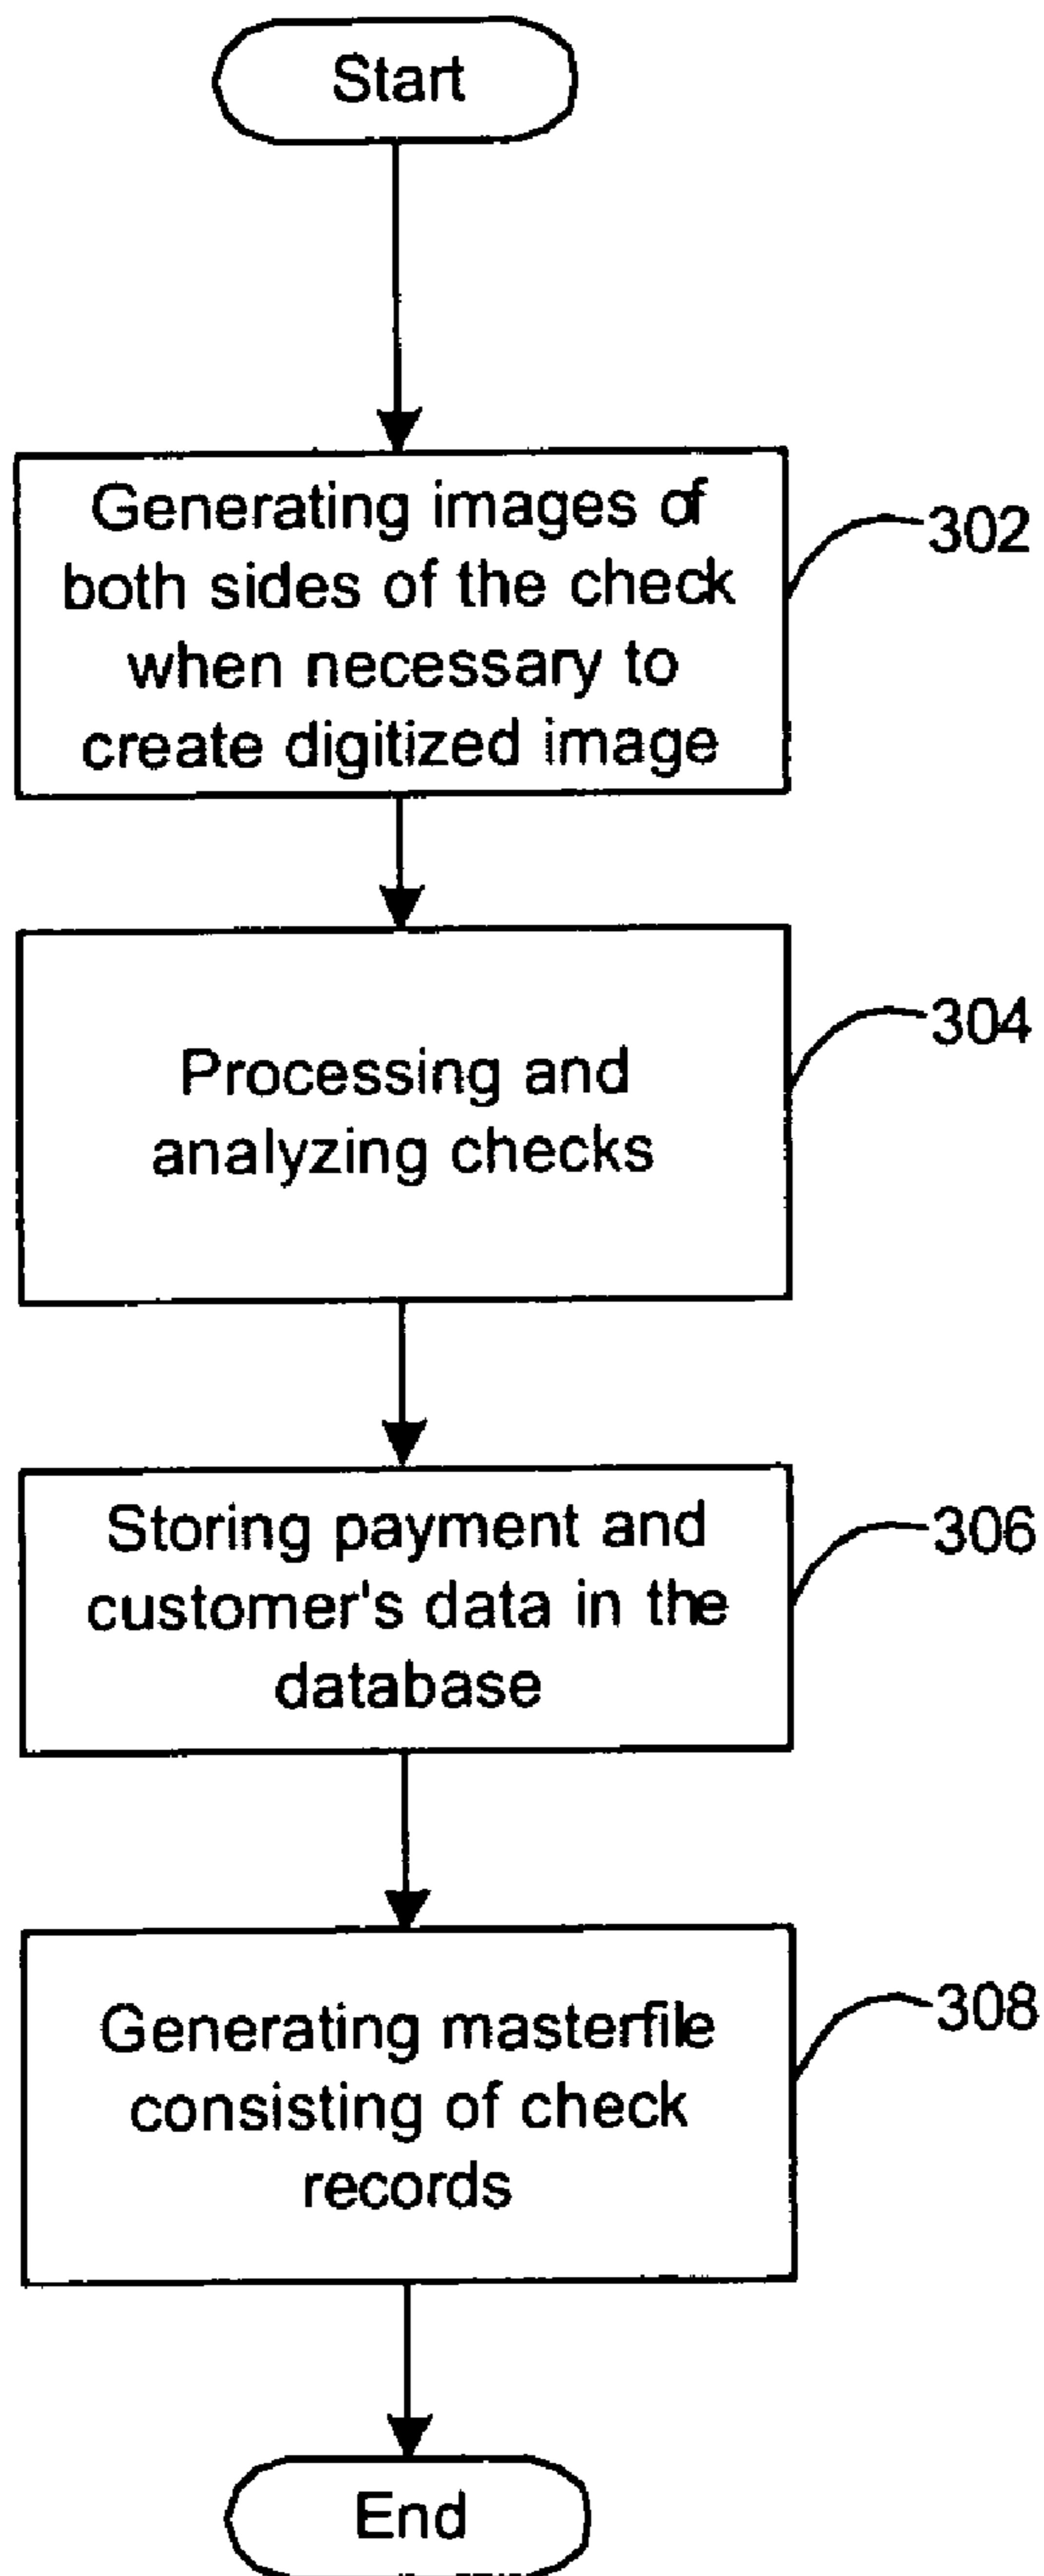 Start
Generating images of
both sides of the check
when necessary to
create digitized image
302
Processing and
analyzing checks
304
Storing payment and
customer's data in the
database
306
Generating masterfile
consisting of check
records
308
End